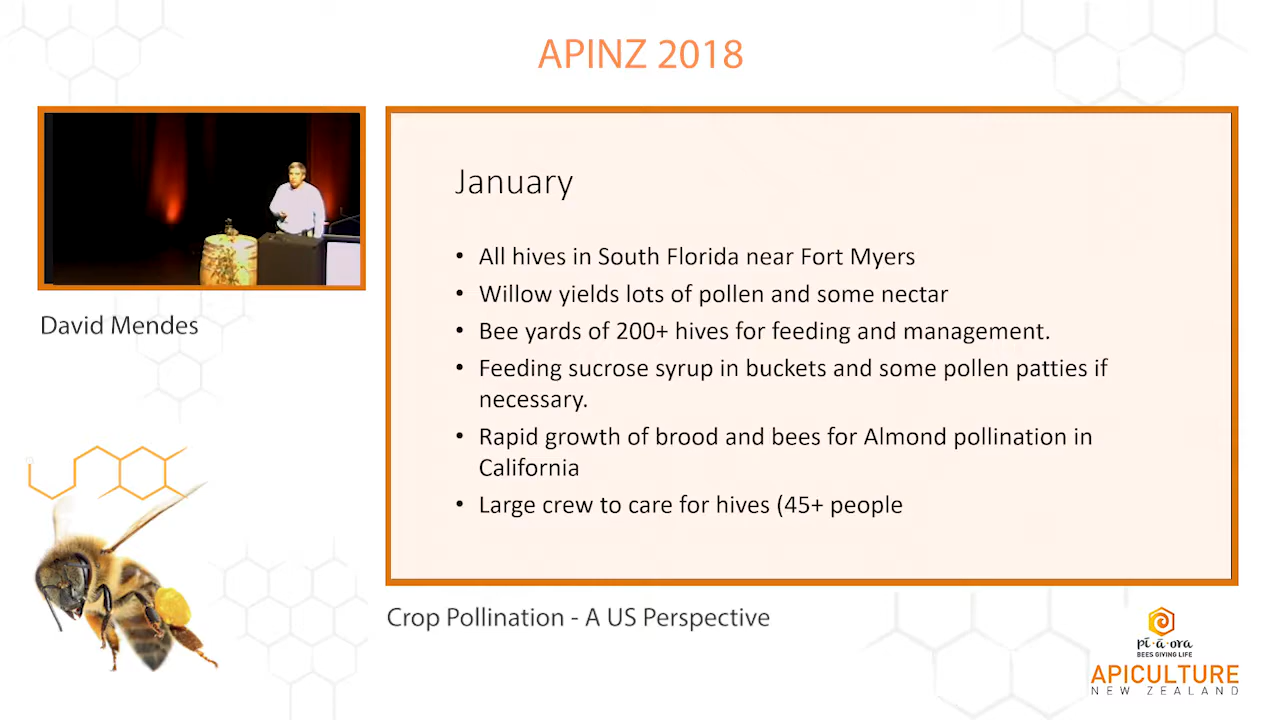 APINZ 2018
David Mendes
January
• All hives in South Florida near Fort Myers
• Willow yields lots of pollen and some nectar
• Bee yards of 200+ hives for feeding and management.
• Feeding sucrose syrup in buckets and some pollen patties if
necessary.
• Rapid growth of brood and bees for Almond pollination in
California
• Large crew to care for hives (45+ people
Crop Pollination - A US Perspective
pī-ā-ora
BEES GIVING LIFE
APICULTURE
NEW ZEALAND